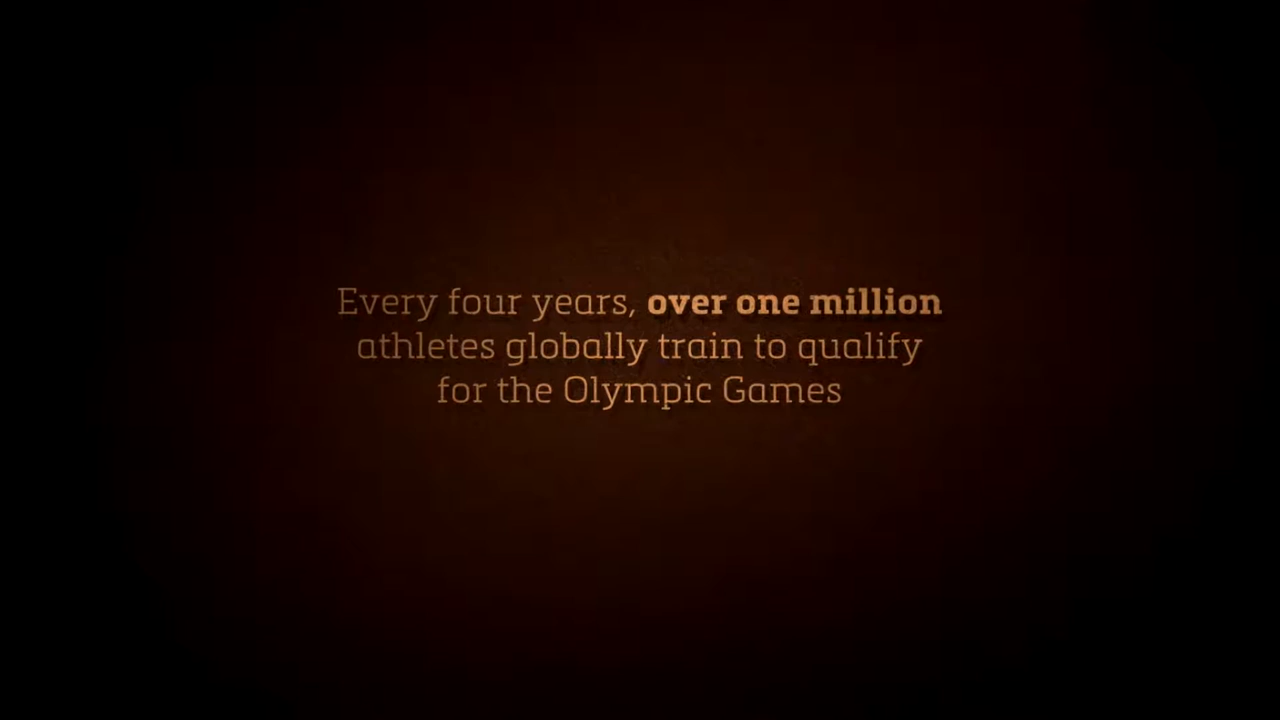 Every four years, over one million
athletes globally train to qualify
for the Olympic Games